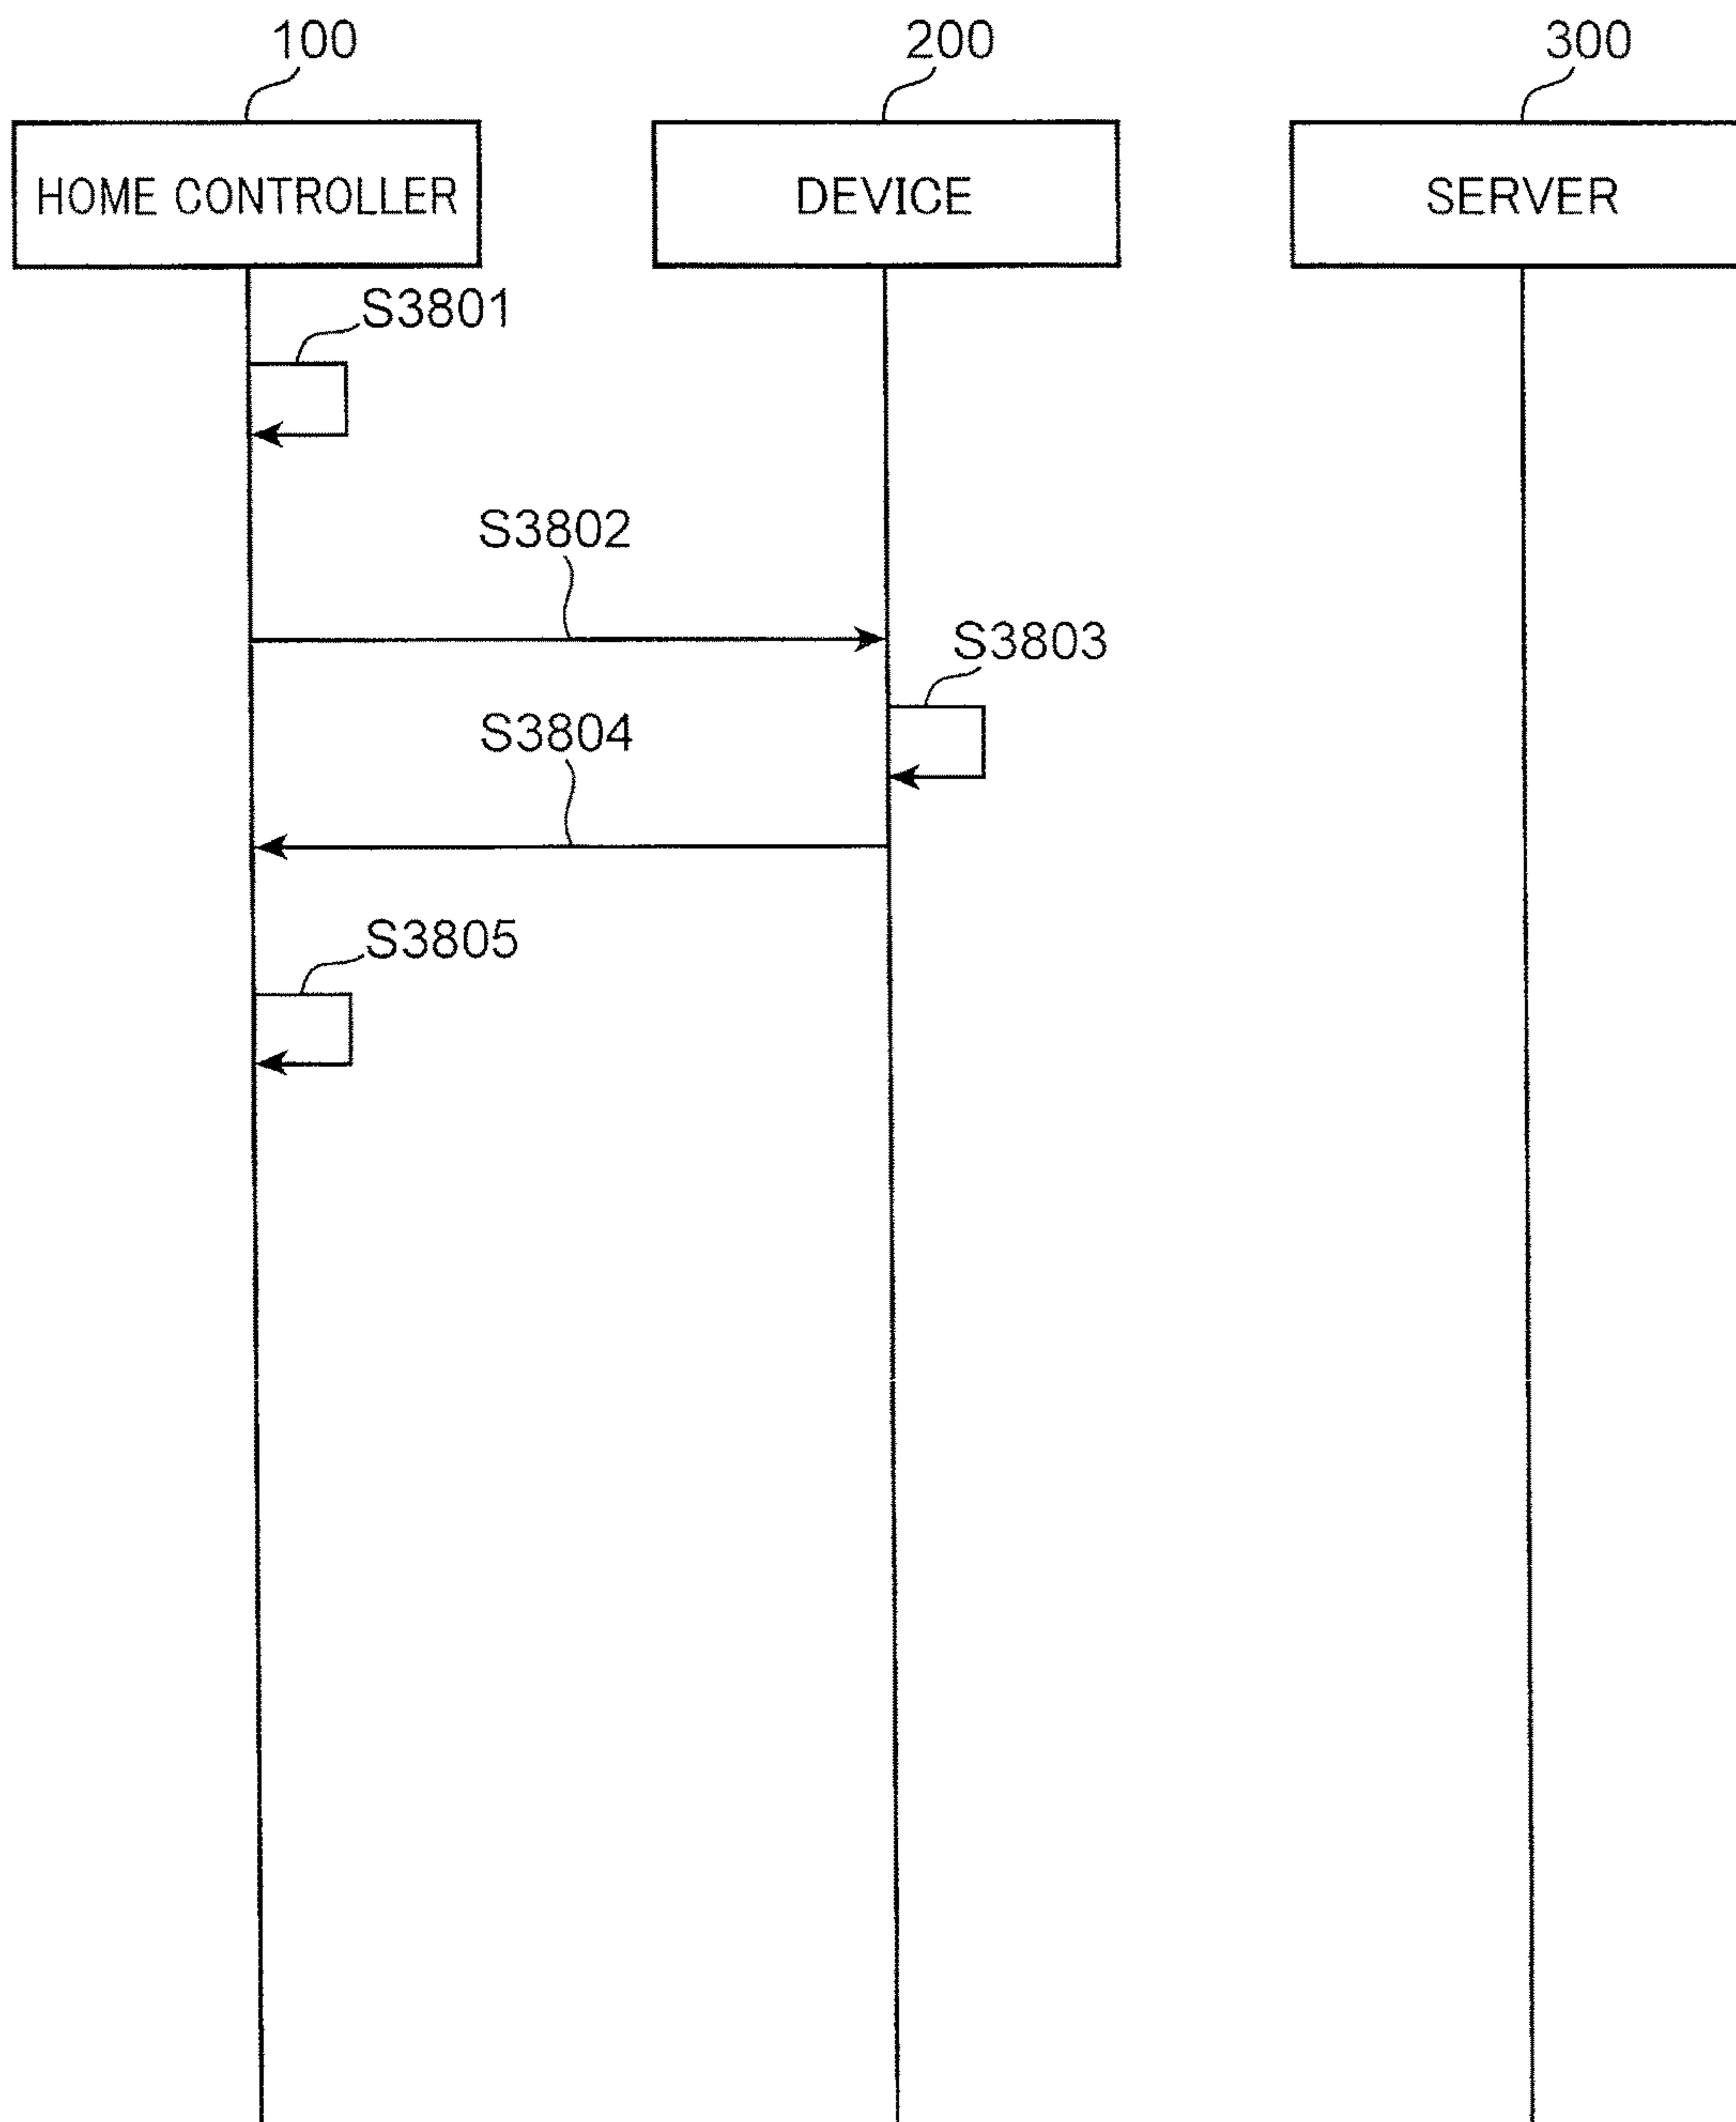 100
200
300
HOME CONTROLLER
DEVICE
SERVER
S3801
S3802
S3803
S3804
S3805